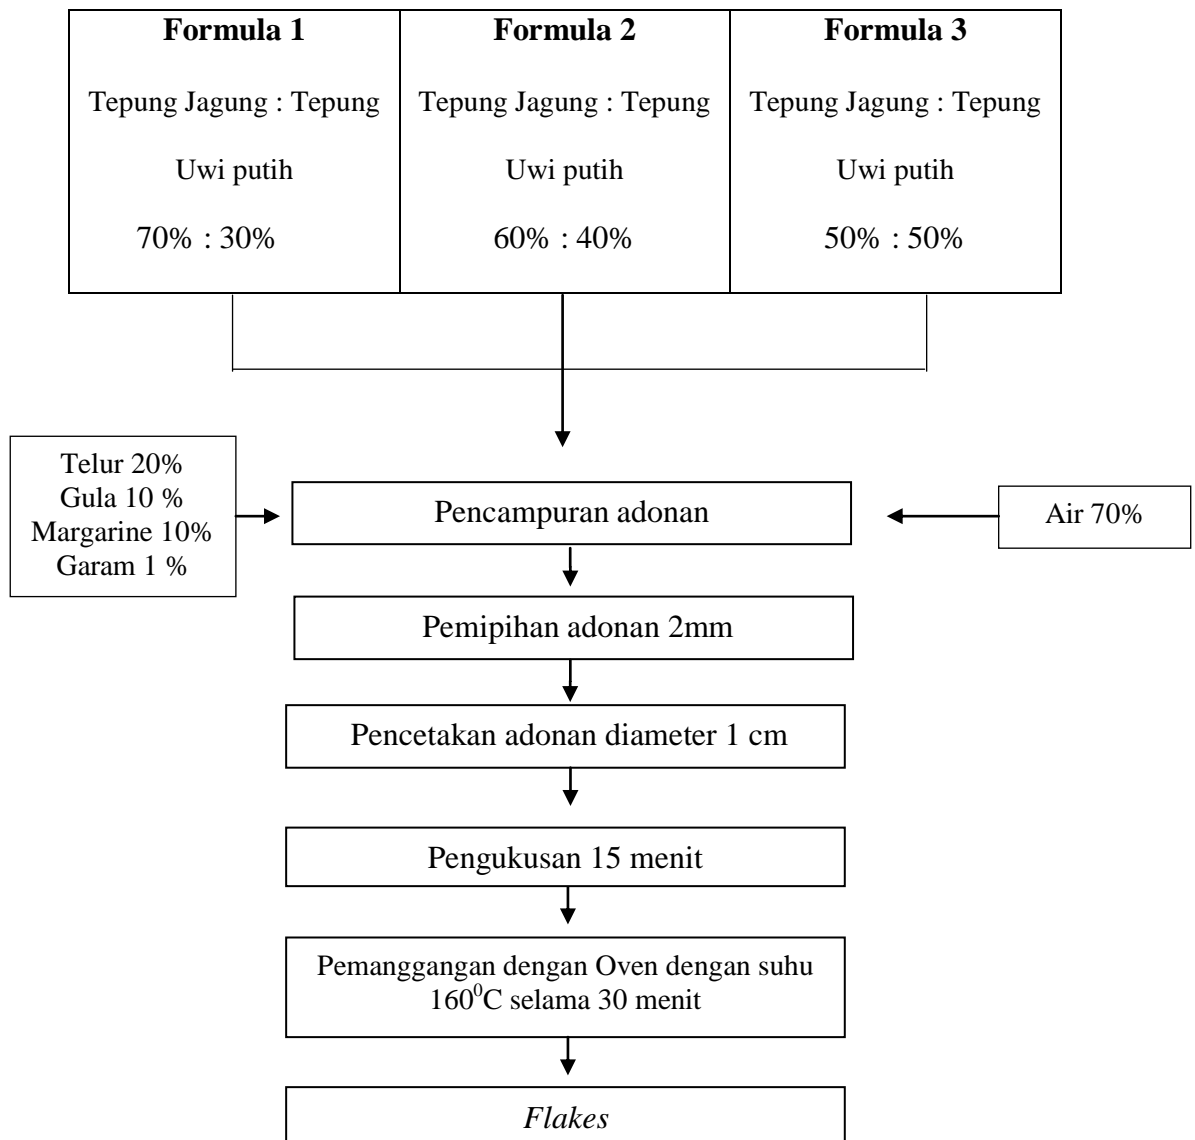 Formula 1
Tepung Jagung : Tepung
Uwi putih
70% : 30%
Formula 2
Tepung Jagung : Tepung
Uwi putih
60% : 40%
Formula 3
Tepung Jagung : Tepung
Uwi putih
50% : 50%
Telur 20%
Gula 10 %
Margarine 10%
Garam 1 %
Pencampuran adonan
Air 70%
Pemipihan adonan 2mm
Pencetakan adonan diameter 1 cm
Pengukusan 15 menit
Pemanggangan dengan Oven dengan suhu
160⁰C selama 30 menit
Flakes